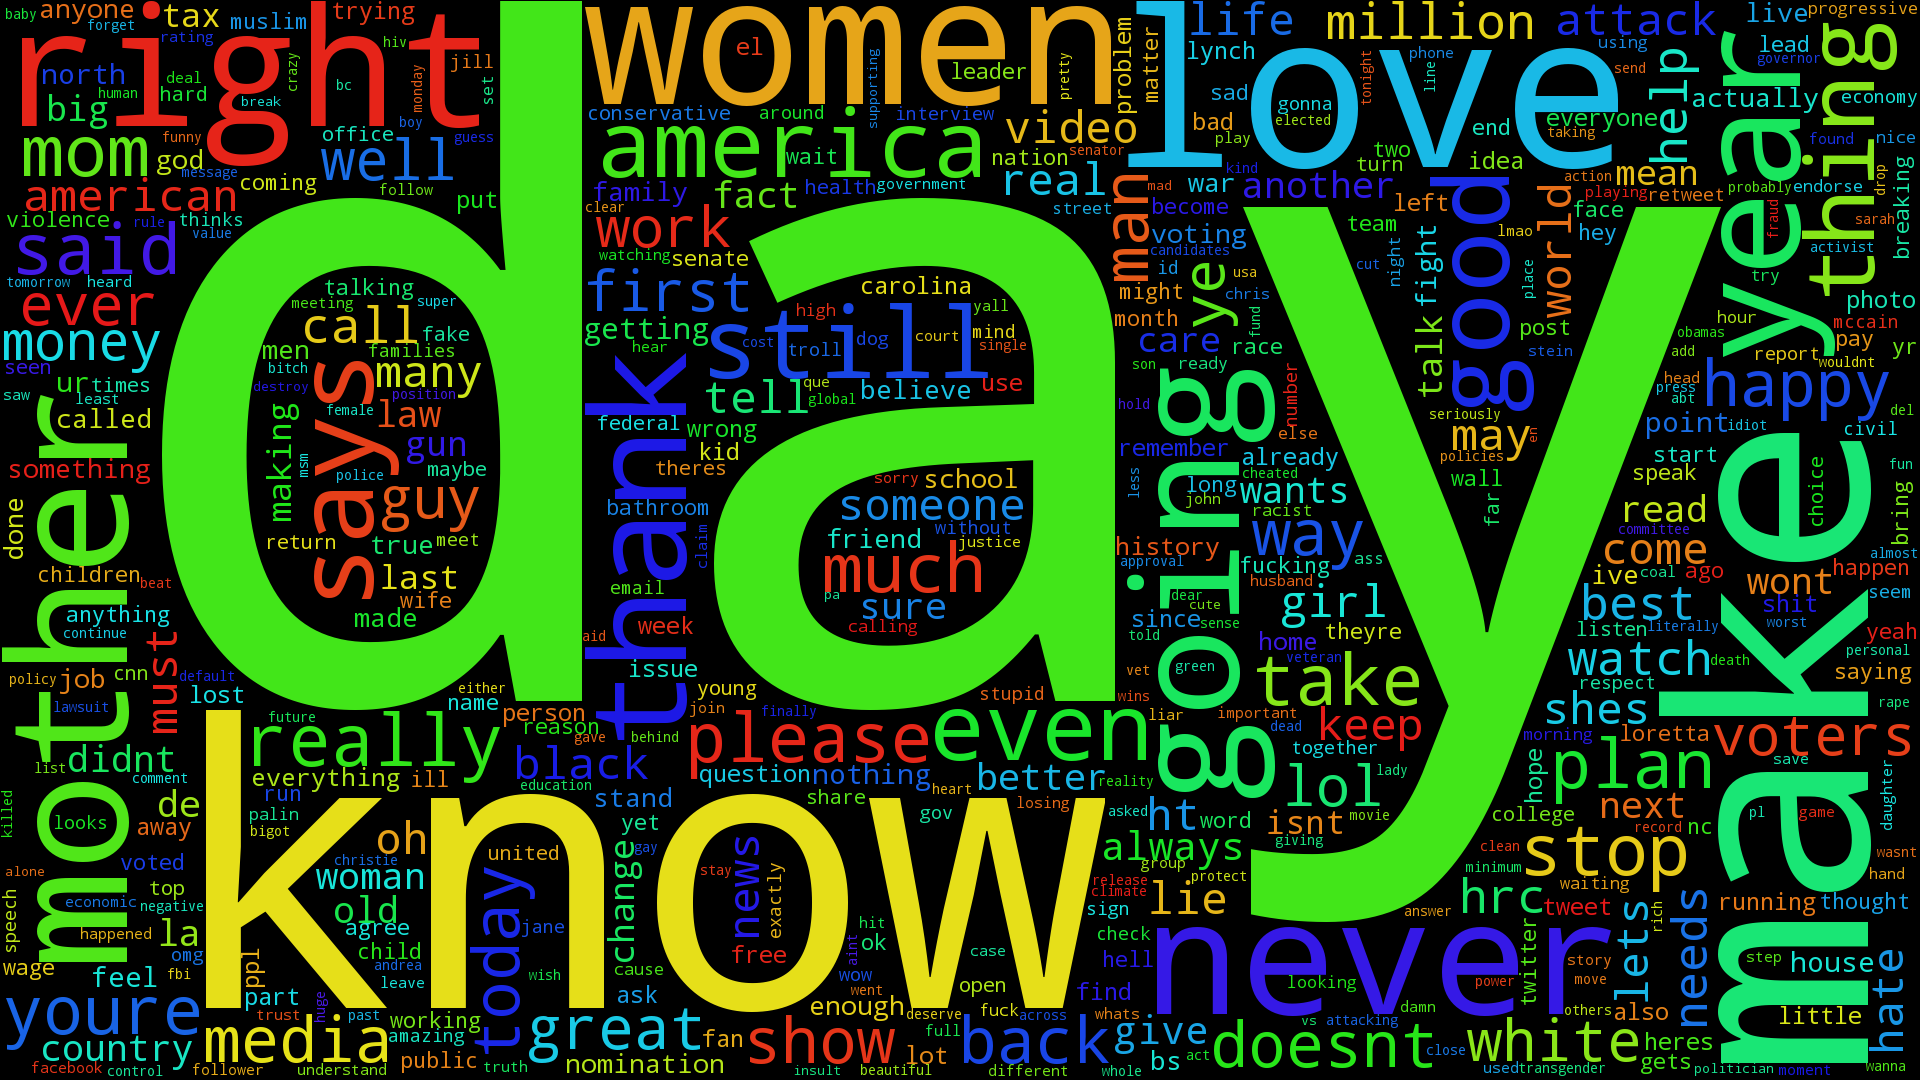 day
know
right
women
love
make
mother
never
going
thank
america
still
year
thing
good
says
really
please
even
much
take
way
man
said
ever
money
mom
american
well
big
north
tax
anyone
muslim
trying
jill
god
coming
office
hard
deal
human
rating
baby
forget
hiv
crazy
break
bc
monday
set
boy
guess
funny
message
follow
put
violence
rule
thinks
value
tomorrow
heard
seen
saw
ur
times
least
called
something
done
children
beat
anything
continue
must
cnn
policy
job
default
lost
lawsuit
didnt
list
comment
de
killed
looks
away
voted
alone
top
economic
negative
speech
happened
la
omg
wage
fbi
feel
ppl
youre
part
trust
huge
past
country
media
facebook
control
follower
understand
public
truth
working
amazing
leave
andrea
child
agree
old
woman
christie
oh
bigot
palin
run
everything
ill
future
today
united
jane
wish
great
nomination
change
stand
yet
gay
cause
ask
news
stay
exactly
free
fan
show
insult
lot
beautiful
enough
deserve
full
went
wow
aint
ok
hit
case
open
fuck
across
back
different
whole
whats
give
bs
act
doesnt
find
hell
check
sign
climate
release
group
protect
always
lie
ht
word
asked
reality
better
losing
heart
nothing
question
share
gov
black
education
reason
gave
behind
person
name
either
young
join
finally
issue
week
aid
email
claim
bathroom
theres
federal
wrong
kid
tell
getting
hear
first
work
watching
senate
clear
family
fact
health
government
conservative
around
wait
supporting
interview
nation
senator
video
real
street
leader
el
pretty
problem
matter
life
lynch
sad
bad
play
gonna
elected
million
tonight
phone
line
end
idea
two
turn
attack
using
send
everyone
taking
help
live
lead
governor
progressive
actually
economy
found
nice
mean
action
playing
retweet
probably
endorse
drop
sarah
fraud
activist
breaking
try
photo
hour
mccain
obamas
pay
report
wouldnt
yr
add
head
press
abt
happy
del
idiot
civil
point
start
speak
fun
choice
bring
read
committee
come
almost
happen
wont
ago
coal
ive
shit
worst
seem
best
listen
literally
yeah
personal
saying
death
respect
watch
shes
rape
morning
loretta
voters
plan
save
hope
college
next
record
nc
pl
game
daughter
stop
clean
minimum
waiting
wasnt
hand
hrc
tweet
rich
running
thought
answer
lets
needs
twitter
story
move
step
house
hate
power
looking
damn
others
also
little
vs
attacking
close
white
used
transgender
heres
gets
politician
moment
wanna
isnt
giving
movie
lol
lady
together
keep
dead
important
liar
wins
vet
green
veteran
home
theyre
girl
husband
since
told
cute
sense
dear
approval
history
fucking
ass
racist
john
long
wants
cheated
already
less
remember
else
number
hold
son
ready
race
care
month
might
ye
fund
chris
id
usa
voting
candidates
become
war
another
mad
kind
team
left
night
cut
talk
fight
lmao
place
world
face
hey
post
stein
seriously
may
en
policies
wall
far
carolina
high
yall
mind
court
single
cost
troll
dog
que
global
believe
use
sorry
school
someone
without
justice
friend
pa
sure
calling
stupid
talking
meeting
super
call
fake
men
families
bitch
many
destroy
position
female
law
gun
making
msm
police
maybe
guy
return
true
meet
last
wife
made